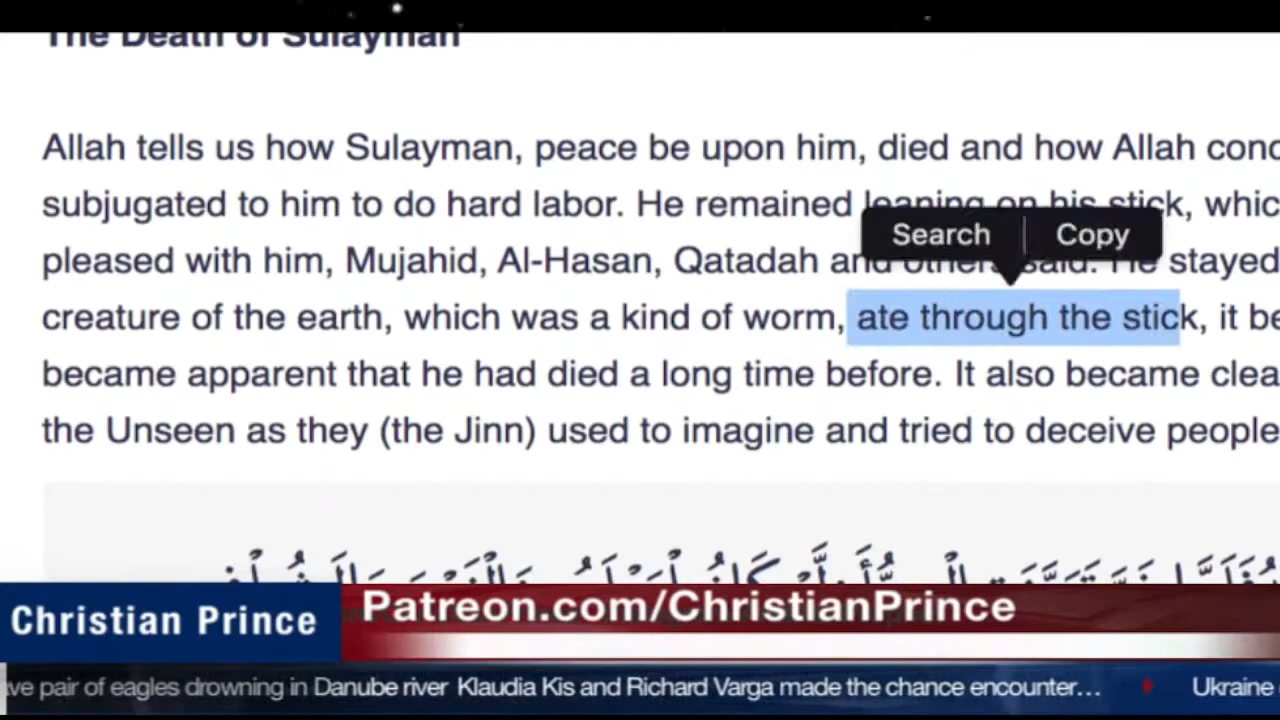 The Death of Sulayman
Allah tells us how Sulayman, peace be upon him, died and how Allah conc
subjugated to him to do hard labor. He remained leaning on his stick, whic
Search Copy
pleased with him, Mujahid, Al-Hasan, Qatadah and others said. He stayed
creature of the earth, which was a kind of worm, ate through the stick, it be
became apparent that he had died a long time before. It also became clea
the Unseen as they (the Jinn) used to imagine and tried to deceive people
Christian Prince
Patreon.com/ChristianPrince
ve pair of eagles drowning in Danube river Klaudia Kis and Richard Varga made the chance encounter... Ukraine